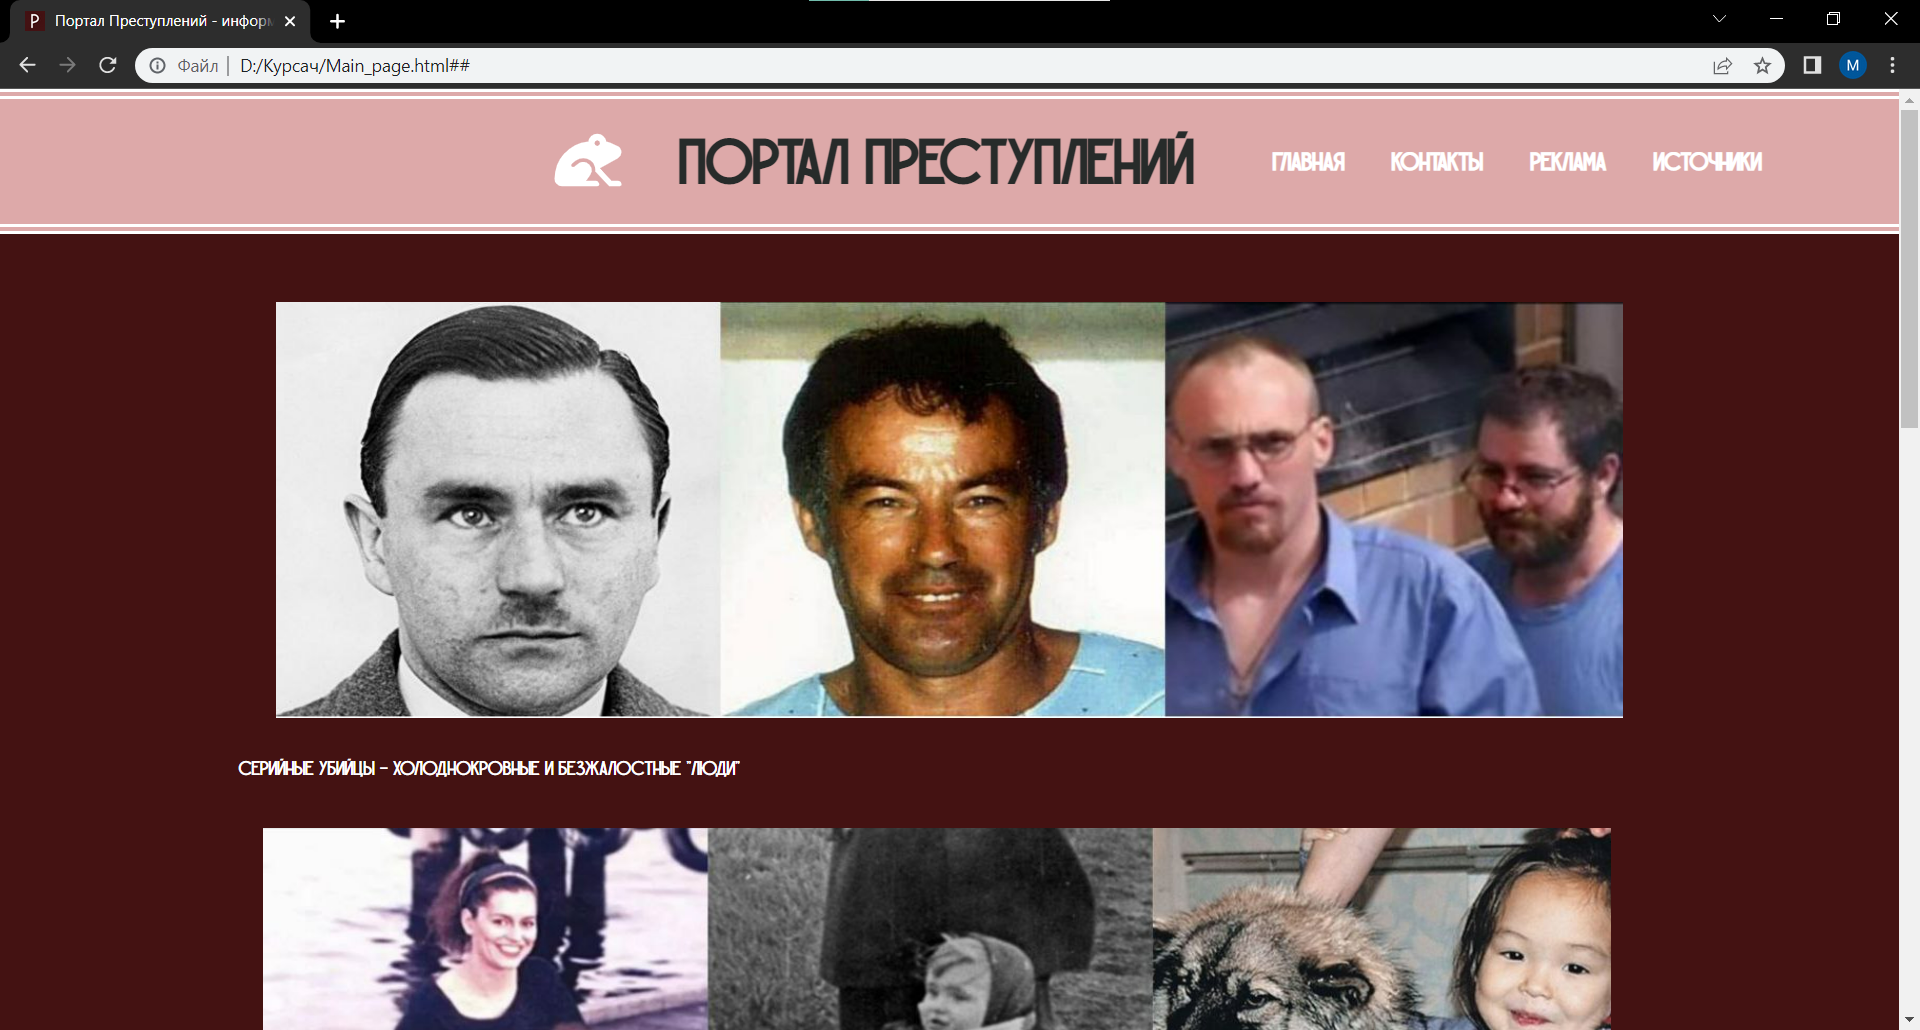 Портал Преступлений - инфор
Файл | D:/Курсач/Main_page.html##
M
ПОРТАЛ ПРЕСТУПЛЕНИЙ
ГЛАВНАЯ КОНТАКТЫ РЕКЛАМА ИСТОЧНИКИ
СЕРИЙНЫЕ УБИЙЦЫ – ХОЛОДНОКРОВНЫЕ И БЕЗЖАЛОСТНЫЕ "ЛЮДИ"